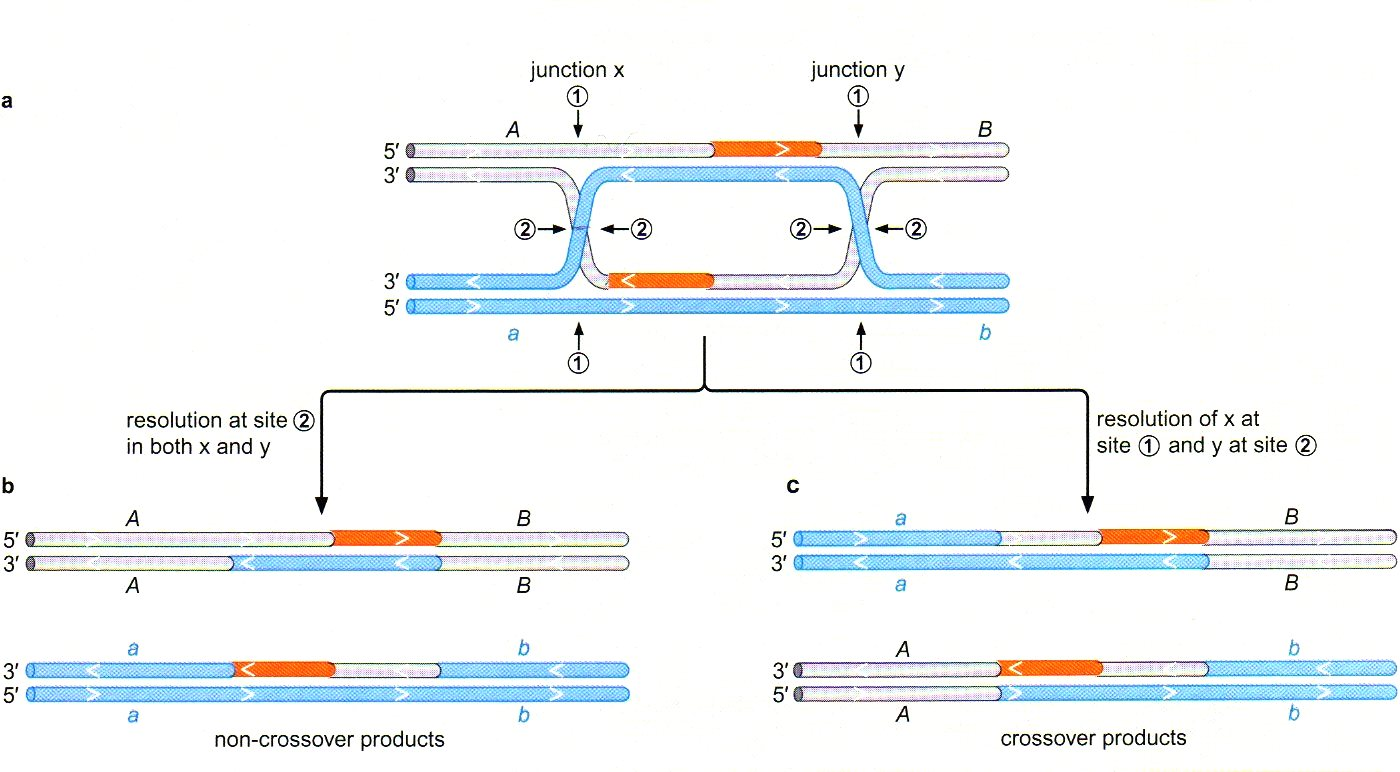 junction x junction y
① ①
a
A B
5′
3′
② ② ② ②
3′
5′
a b
① ①
resolution at site ②
in both x and y
resolution of x at
site ① and y at site ②
b
A B
5′
3′
A B
a b
3′
5′
a b
non-crossover products
c
a B
5′
3′
a B
A b
3′
5′
A b
crossover products